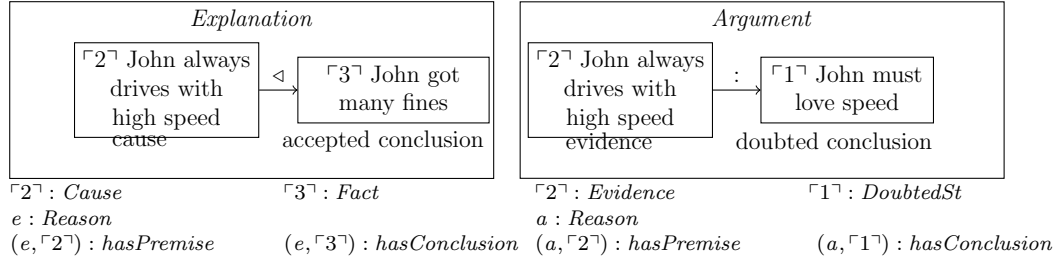 Explanation
⌜2⌝ John always
drives with
high speed
cause
◁
⌜3⌝ John got
many fines
accepted conclusion
Argument
⌜2⌝ John always
drives with
high speed
evidence
:
⌜1⌝ John must
love speed
doubted conclusion
⌜2⌝ : Cause ⌜3⌝ : Fact
e : Reason
(e, ⌜2⌝) : hasPremise (e, ⌜3⌝) : hasConclusion
⌜2⌝ : Evidence ⌜1⌝ : DoubtedSt
a : Reason
(a, ⌜2⌝) : hasPremise (a, ⌜1⌝) : hasConclusion